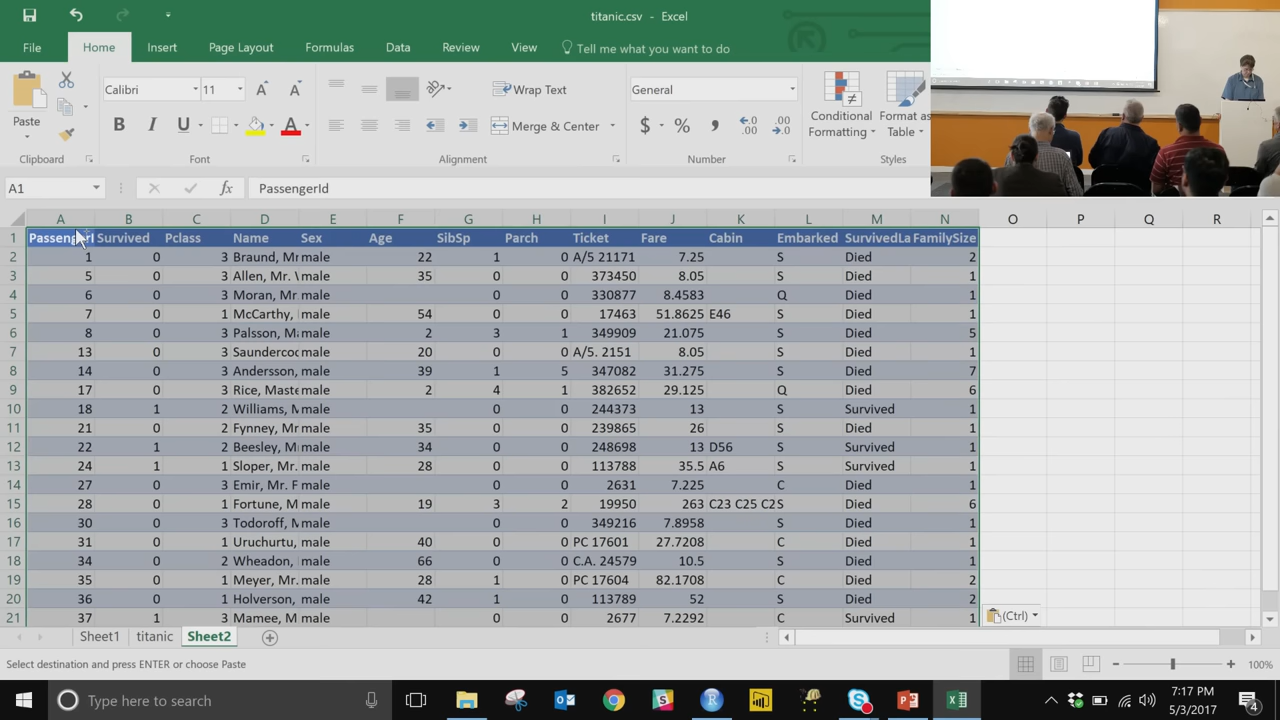 titanic.csv - Excel
File Home Insert Page Layout Formulas Data Review View Tell me what you want to do
Paste
Calibri 11 A A Wrap Text General $ % , Conditional Formatting Format as Table
B I U A Merge & Center
Clipboard Font Alignment Number Styles
A1 fx PassengerId
A B C D E F G H I J K L M N O P Q R
1 PassengerI Survived Pclass Name Sex Age SibSp Parch Ticket Fare Cabin Embarked SurvivedLa FamilySize
2 1 0 3 Braund, Mr male 22 1 0 A/5 21171 7.25 S Died 2
3 5 0 3 Allen, Mr. \ male 35 0 0 373450 8.05 S Died 1
4 6 0 3 Moran, Mr male 0 0 330877 8.4583 Q Died 1
5 7 0 1 McCarthy, male 54 0 0 17463 51.8625 E46 S Died 1
6 8 0 3 Palsson, Ma male 2 3 1 349909 21.075 S Died 5
7 13 0 3 Saundercoc male 20 0 0 A/5. 2151 8.05 S Died 1
8 14 0 3 Andersson, male 39 1 5 347082 31.275 S Died 7
9 17 0 3 Rice, Maste male 2 4 1 382652 29.125 Q Died 6
10 18 1 2 Williams, M male 0 0 244373 13 S Survived 1
11 21 0 2 Fynney, Mr male 35 0 0 239865 26 S Died 1
12 22 1 2 Beesley, Mr male 34 0 0 248698 13 D56 S Survived 1
13 24 1 1 Sloper, Mr. male 28 0 0 113788 35.5 A6 S Survived 1
14 27 0 3 Emir, Mr. F male 0 0 2631 7.225 C Died 1
15 28 0 1 Fortune, M male 19 3 2 19950 263 C23 C25 C2 S Died 6
16 30 0 3 Todoroff, M male 0 0 349216 7.8958 S Died 1
17 31 0 1 Uruchurtu, male 40 0 0 PC 17601 27.7208 C Died 1
18 34 0 2 Wheadon, male 66 0 0 C.A. 24579 10.5 S Died 1
19 35 0 1 Meyer, Mr. male 28 1 0 PC 17604 82.1708 C Died 2
20 36 0 1 Holverson, male 42 1 0 113789 52 S Died 2
21 37 1 3 Mamee, M male 0 0 2677 7.2292 C Survived 1
(Ctrl)
Sheet1 titanic Sheet2
Select destination and press ENTER or choose Paste 100%
Type here to search 7:17 PM
5/3/2017 4